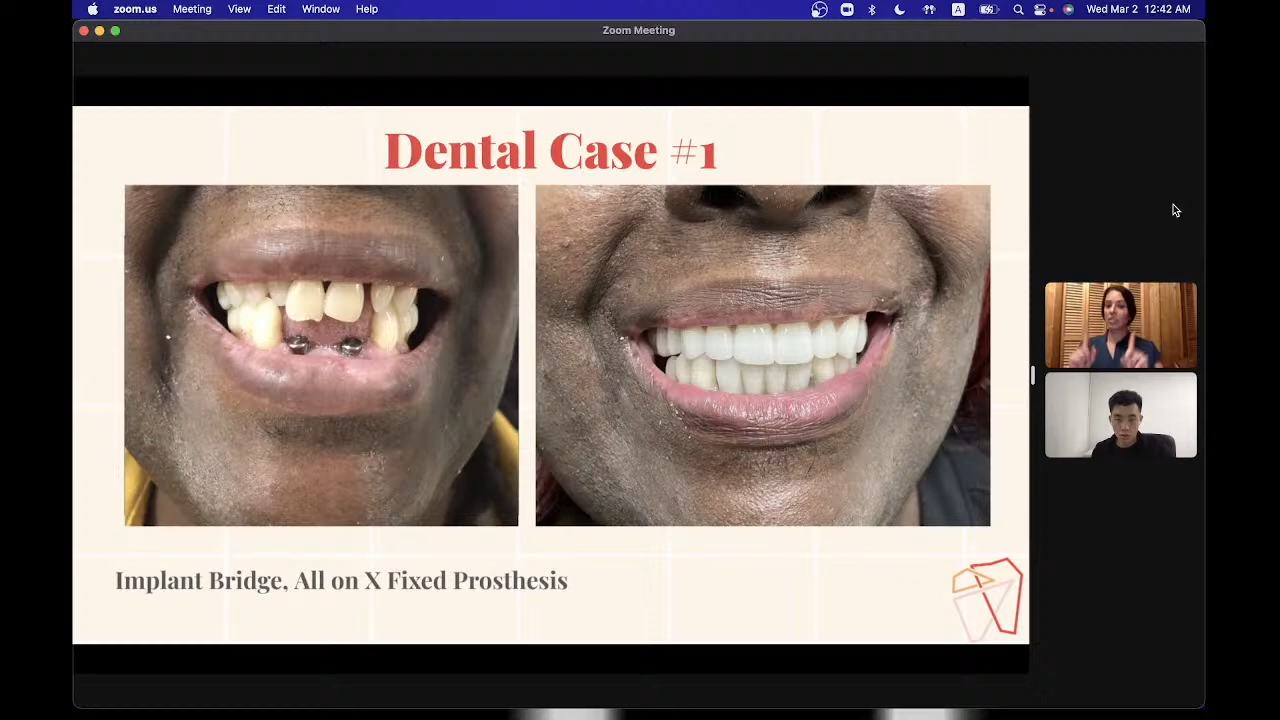 zoom.us Meeting View Edit Window Help A Wed Mar 2 12:42 AM
Zoom Meeting
Dental Case #1
Implant Bridge, All on X Fixed Prosthesis